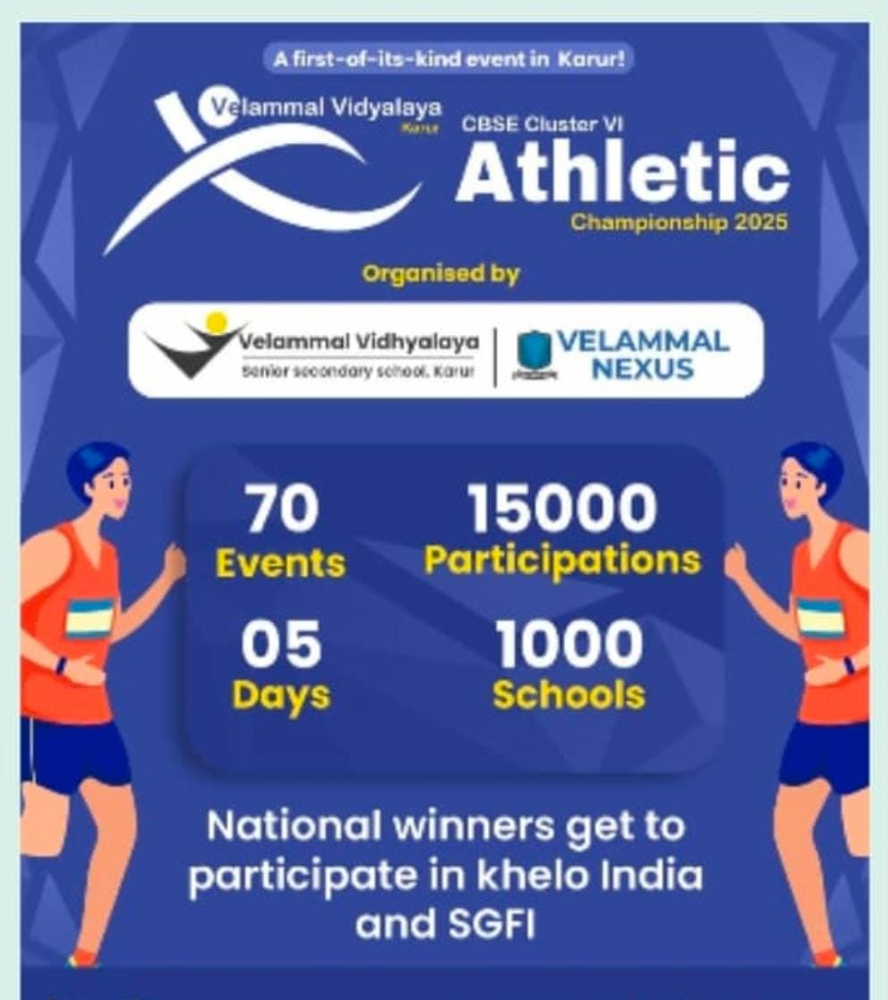 A first-of-its-kind event in Karur!
Velammal Vidyalaya
Karur
CBSE Cluster VI
Athletic
Championship 2025
Organised by
Velammal Vidhyalaya
Senior secondary school, Karur
VELAMMAL
NEXUS
70
Events
15000
Participations
05
Days
1000
Schools
National winners get to
participate in khelo India
and SGFI